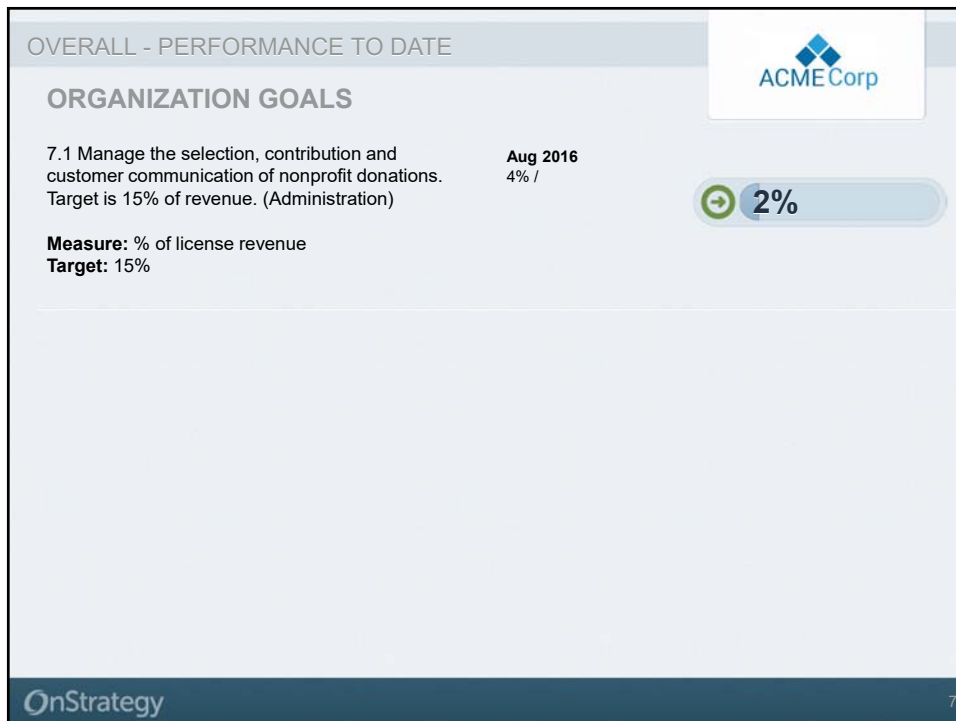 OVERALL - PERFORMANCE TO DATE
ACMECorp
ORGANIZATION GOALS
7.1 Manage the selection, contribution and
customer communication of nonprofit donations.
Target is 15% of revenue. (Administration)
Measure: % of license revenue
Target: 15%
Aug 2016
4% /
2%
OnStrategy
7